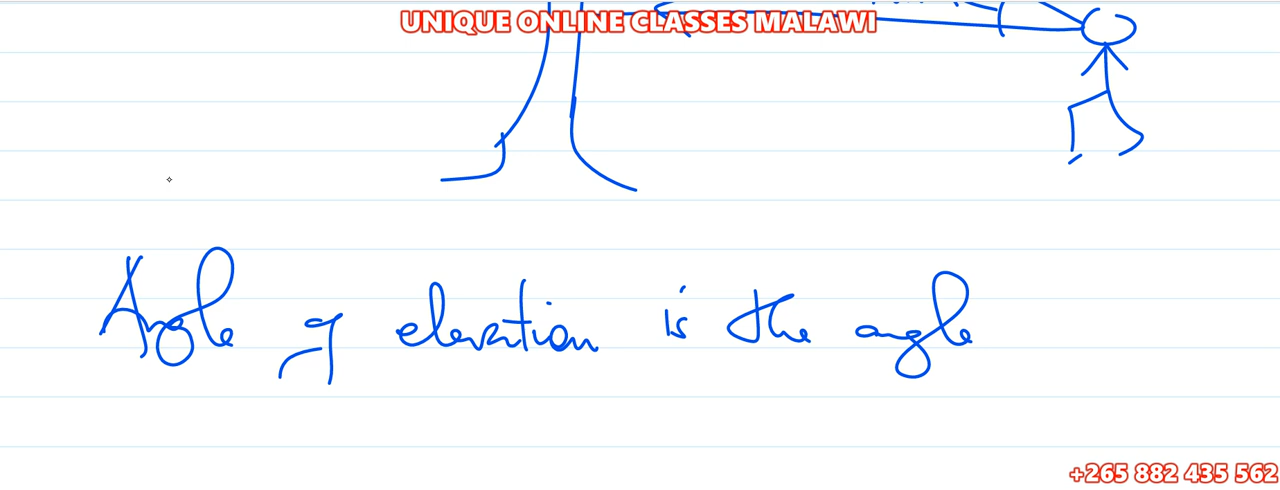 UNIQUE ONLINE CLASSES MALAWI
Angle of elevation is the angle
+265 882 435 562